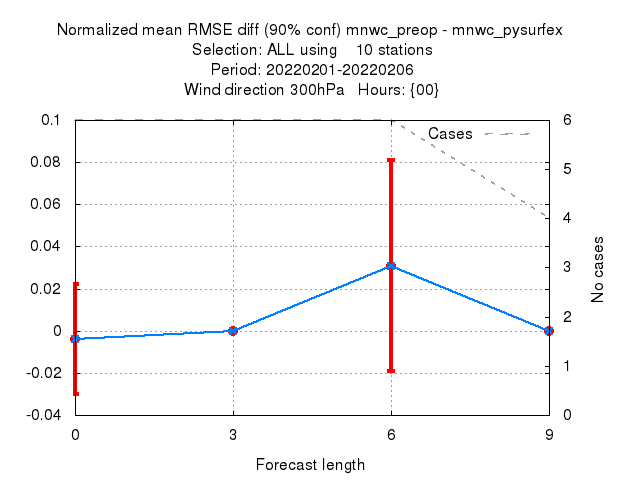 Normalized mean RMSE diff (90% conf) mnwc_preop - mnwc_pysurfex
Selection: ALL using    10 stations
Period: 20220201-20220206
Wind direction 300hPa   Hours: {00}
Cases
0.1
0.08
0.06
0.04
0.02
0
-0.02
-0.04
6
5
4
3
2
1
0
No cases
0 3 6 9
Forecast length